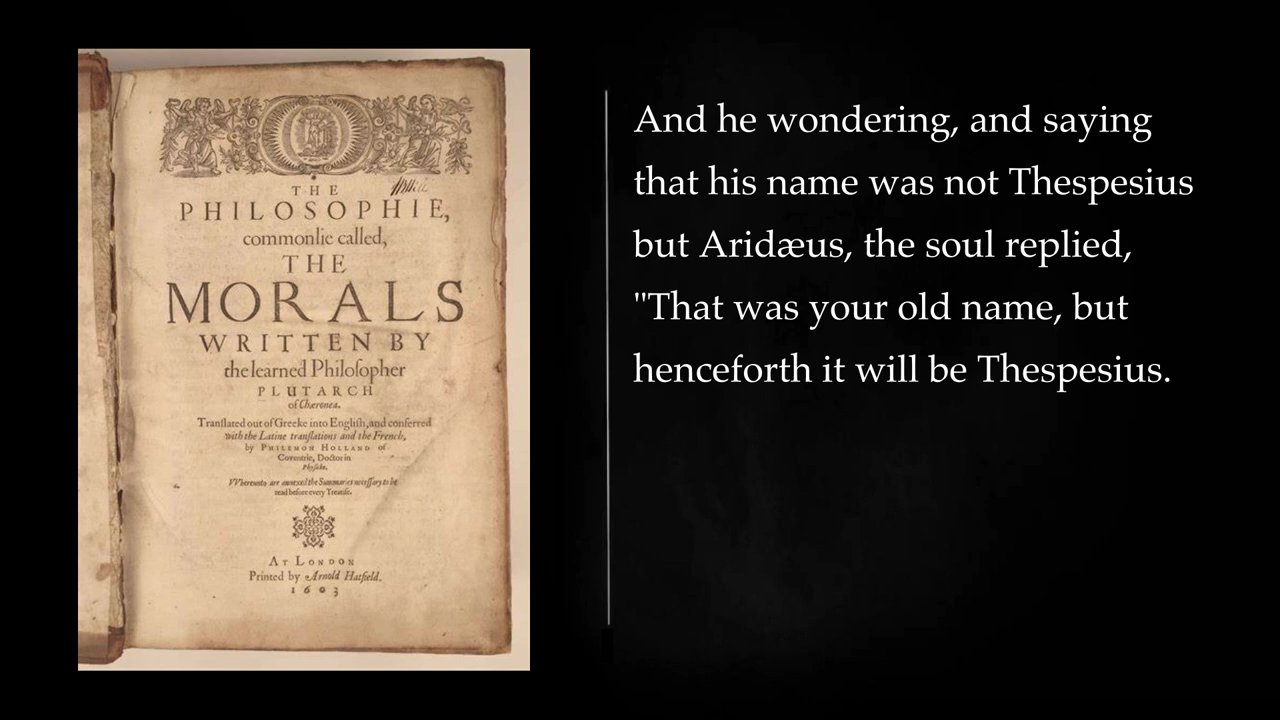 THE
PHILOSOPHIE,
commonlie called,
THE
MORALS
WRITTEN BY
the learned Philoſopher
PLUTARCH
of Chæronea.
Tranſlated out of Greeke into Engliſh, and conferred
with the Latine tranſlations and the French,
by PHILEMON HOLLAND of
Coventrie, Doctor in
Phyſicke.
VVhereunto are annexed the Summaries neceſſary to be
read before every Treatiſe.
AT LONDON
Printed by Arnold Hatfield.
1603
And he wondering, and saying
that his name was not Thespesius
but Aridæus, the soul replied,
"That was your old name, but
henceforth it will be Thespesius.